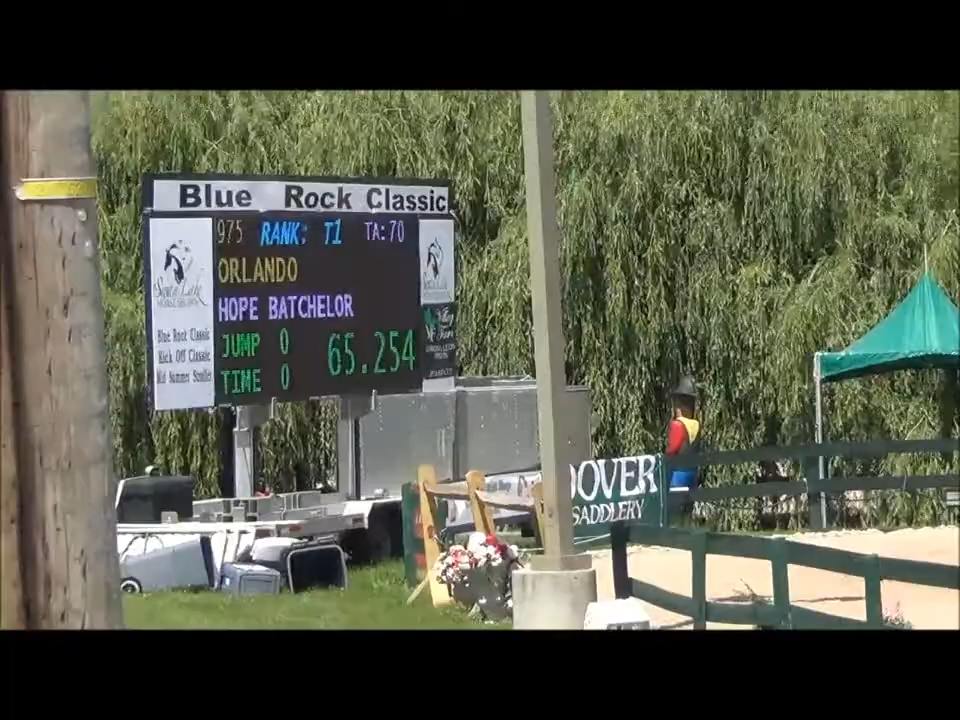 Blue Rock Classic
975 RANK: T1 TA:70
ORLANDO
HOPE BATCHELOR
JUMP 0 65.254
TIME 0
Blue Rock Classic
Kick Off Classic
Mid Summer Sizzler
DOVER
SADDLERY